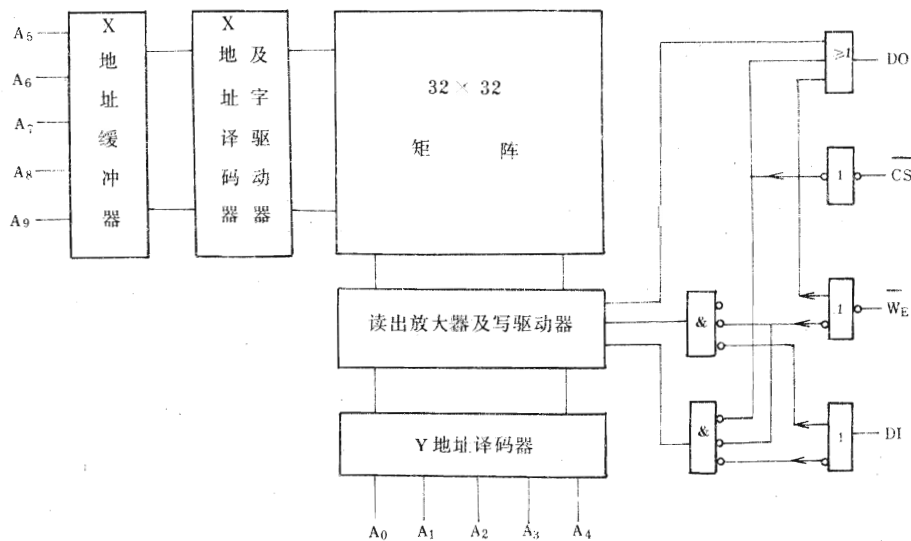 A5
A6
A7
A8
A9
X
地址缓冲器
X
地址译码器
及字驱动器
32 × 32
矩 阵
读出放大器及写驱动器
Y地址译码器
A0
A1
A2
A3
A4
≥1
DO
1
CS
&
1
WE
&
1
DI